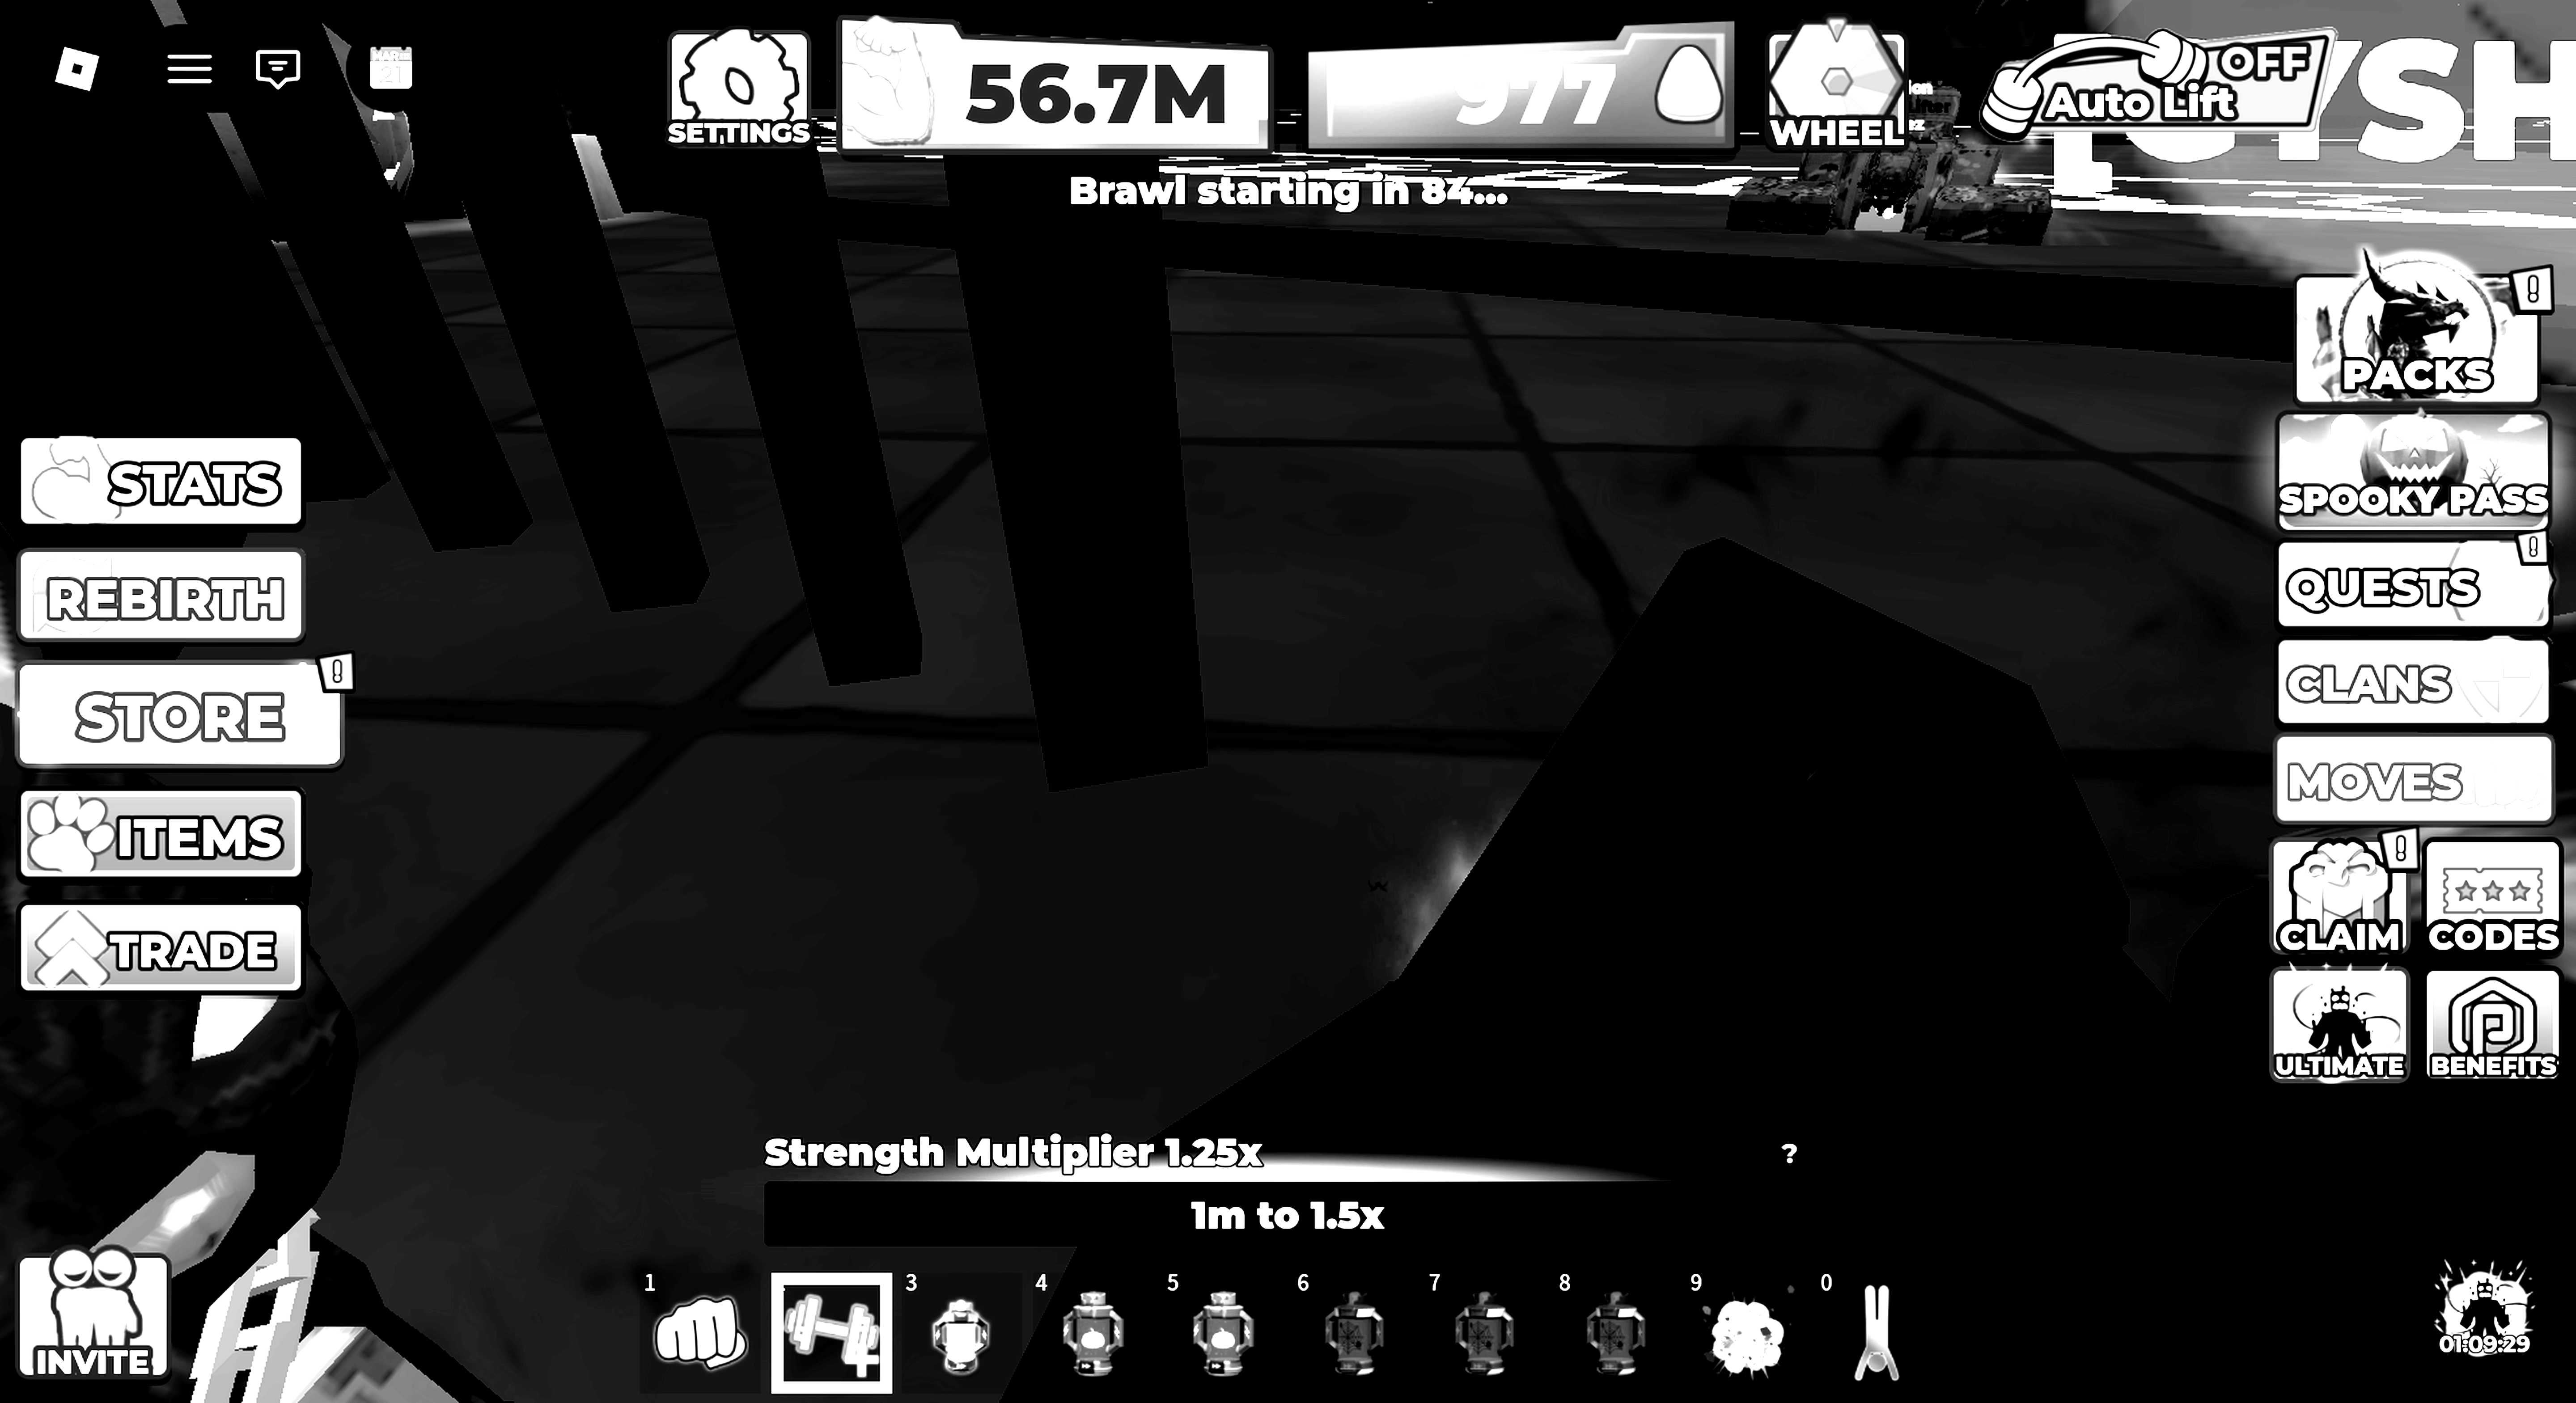 SETTINGS
56.7M
977
WHEEL
OFF
Auto Lift
Brawl starting in 84...
STATS
REBIRTH
STORE
ITEMS
TRADE
INVITE
PACKS
SPOOKY PASS
QUESTS
CLANS
MOVES
CLAIM
CODES
ULTIMATE
BENEFITS
Strength Multiplier 1.25x
?
1m to 1.5x
1
3
4
5
6
7
8
9
0
01:09:29